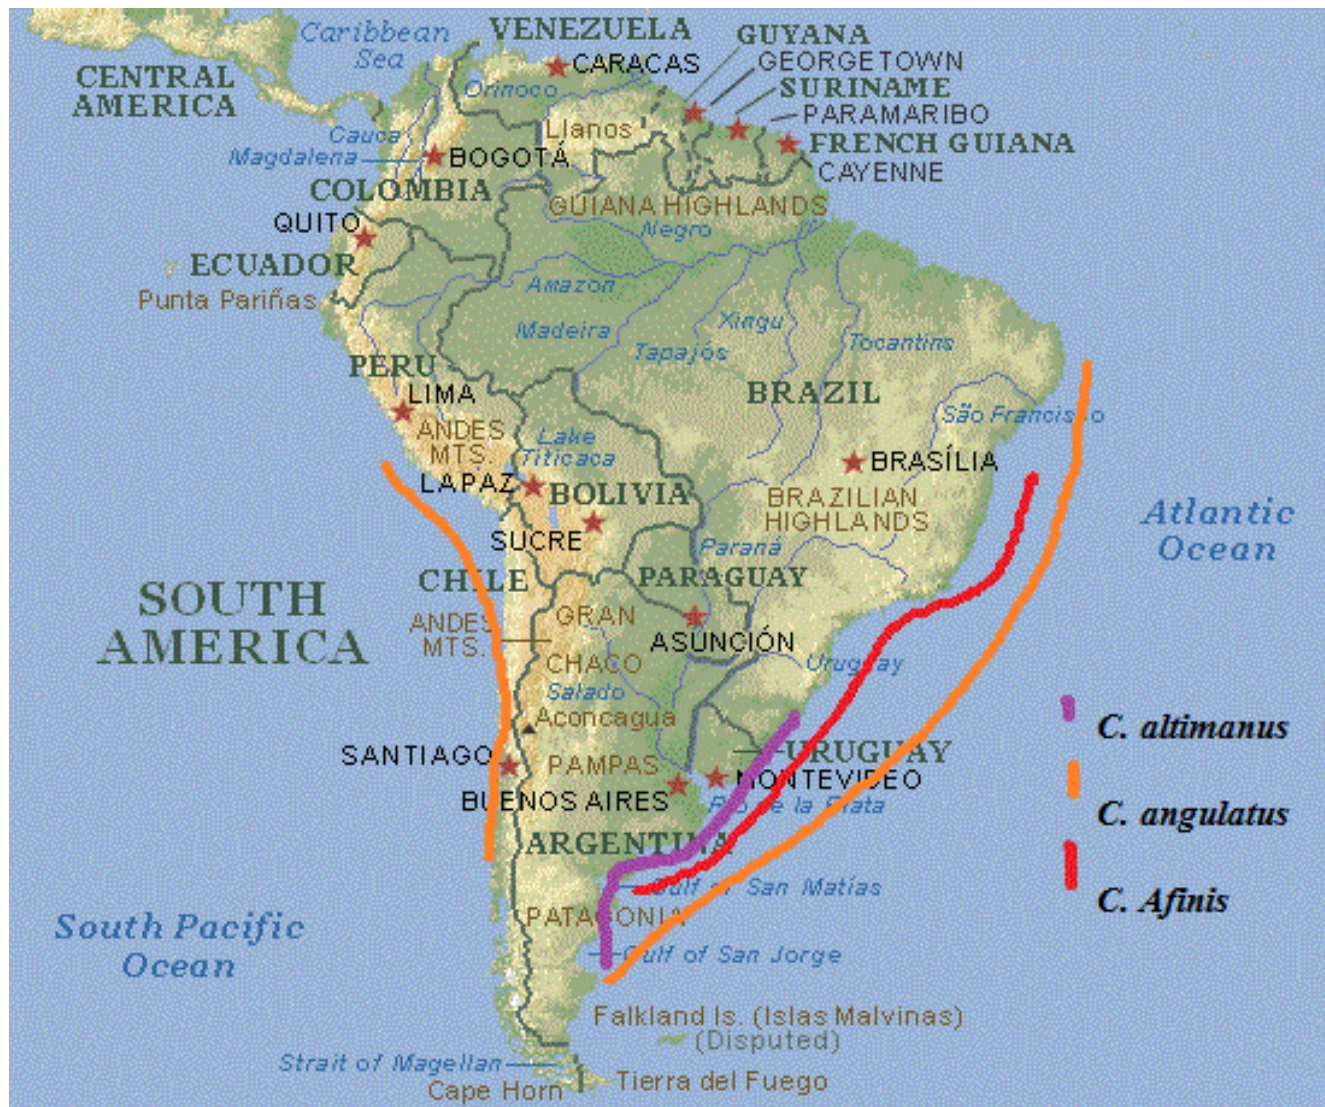 Caribbean
Sea
VENEZUELA
GUYANA
CARACAS
GEORGETOWN
CENTRAL
AMERICA
Orinoco
SURINAME
PARAMARIBO
Cauca
Llanos
Magdalena
BOGOTÁ
FRENCH GUIANA
CAYENNE
COLOMBIA
GUIANA HIGHLANDS
QUITO
Negro
ECUADOR
Punta Pariñas
Amazon
Madeira
Xingu
Tapajós
Tocantins
PERU
LIMA
BRAZIL
São Francisco
ANDES
MTS.
Lake
Titicaca
LA PAZ
BRASÍLIA
BOLIVIA
BRAZILIAN
HIGHLANDS
Atlantic
Ocean
SUCRE
Paraná
CHILE
PARAGUAY
SOUTH
AMERICA
ANDES
MTS.
GRAN
CHACO
ASUNCIÓN
Uruguay
Salado
Aconcagua
C. altimanus
SANTIAGO
PAMPAS
URUGUAY
MONTEVIDEO
BUENOS AIRES
Rio de la Plata
C. angulatus
ARGENTINA
Gulf of San Matías
C. Afinis
PATAGONIA
South Pacific
Ocean
Gulf of San Jorge
Falkland Is. (Islas Malvinas)
(Disputed)
Strait of Magellan
Cape Horn
Tierra del Fuego